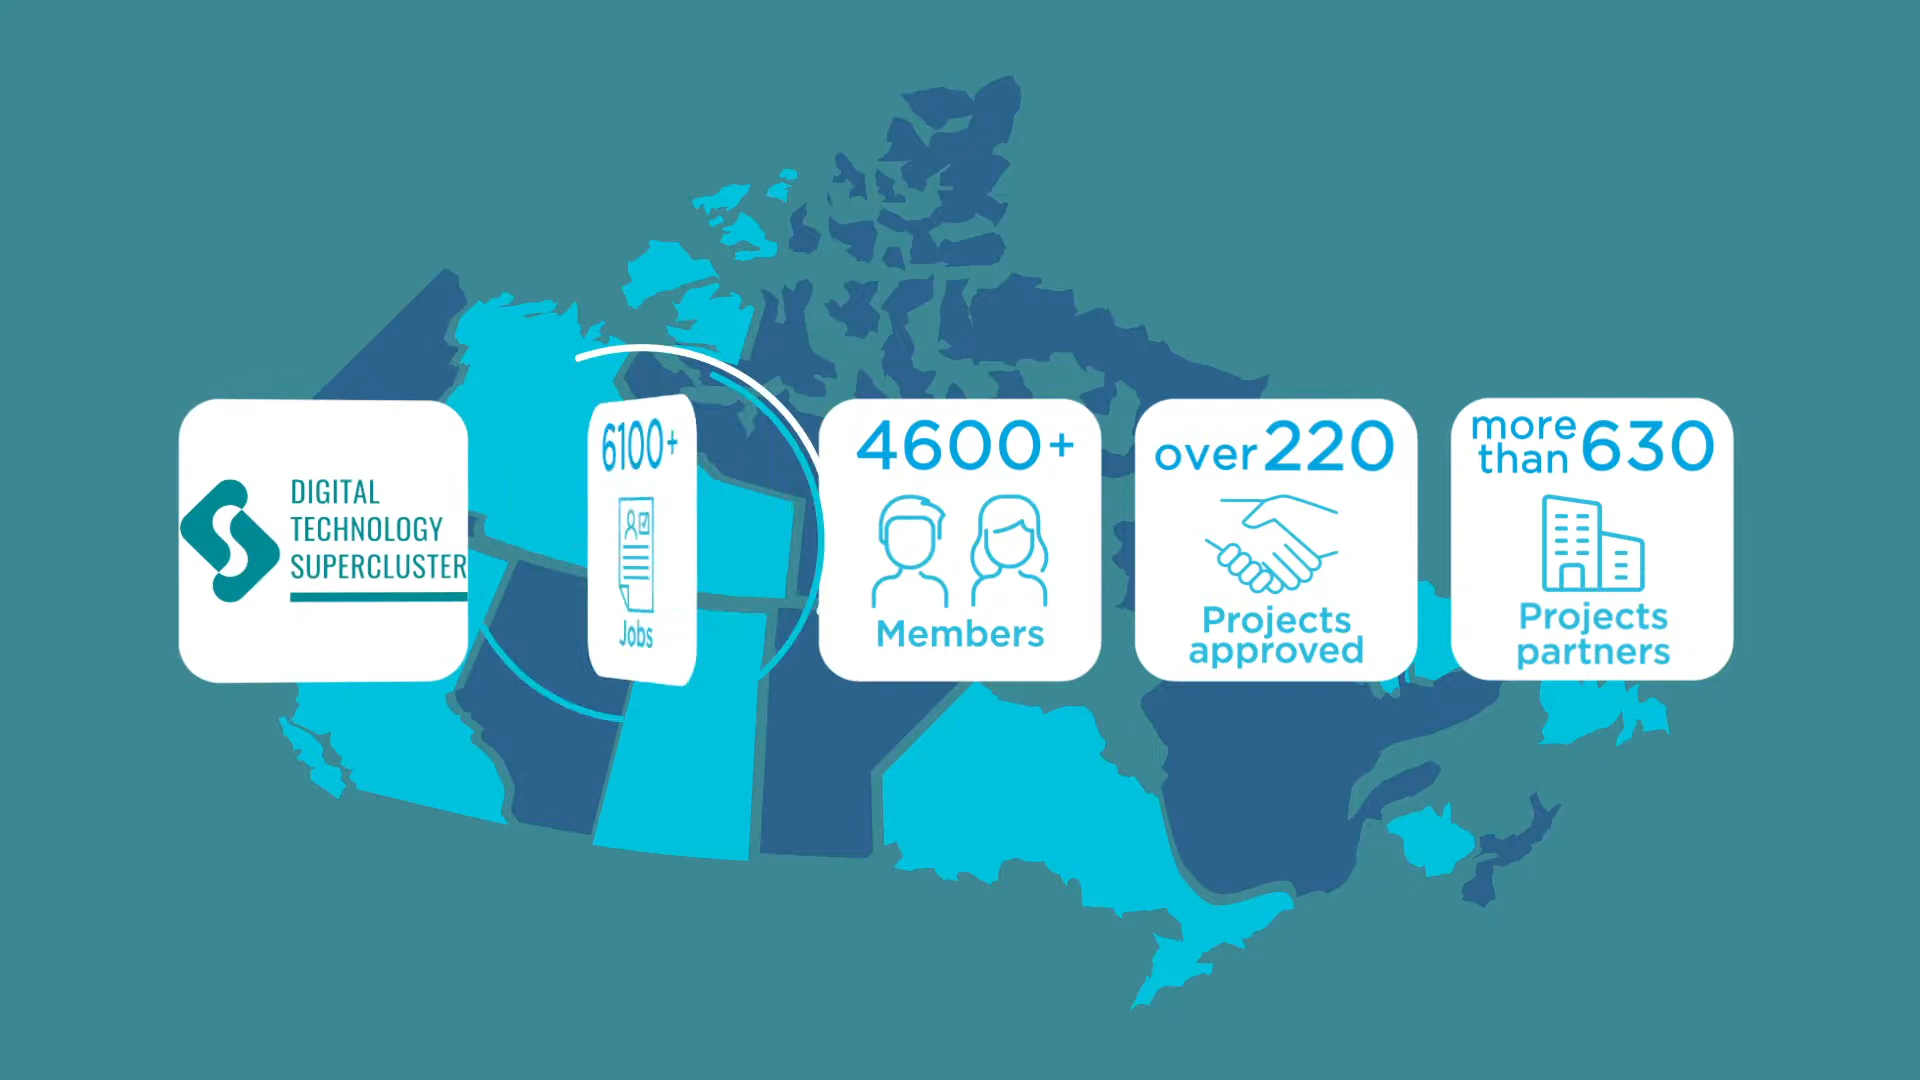 DIGITAL
TECHNOLOGY
SUPERCLUSTER
6100+
Jobs
4600+
Members
over 220
Projects
approved
more
than 630
Projects
partners